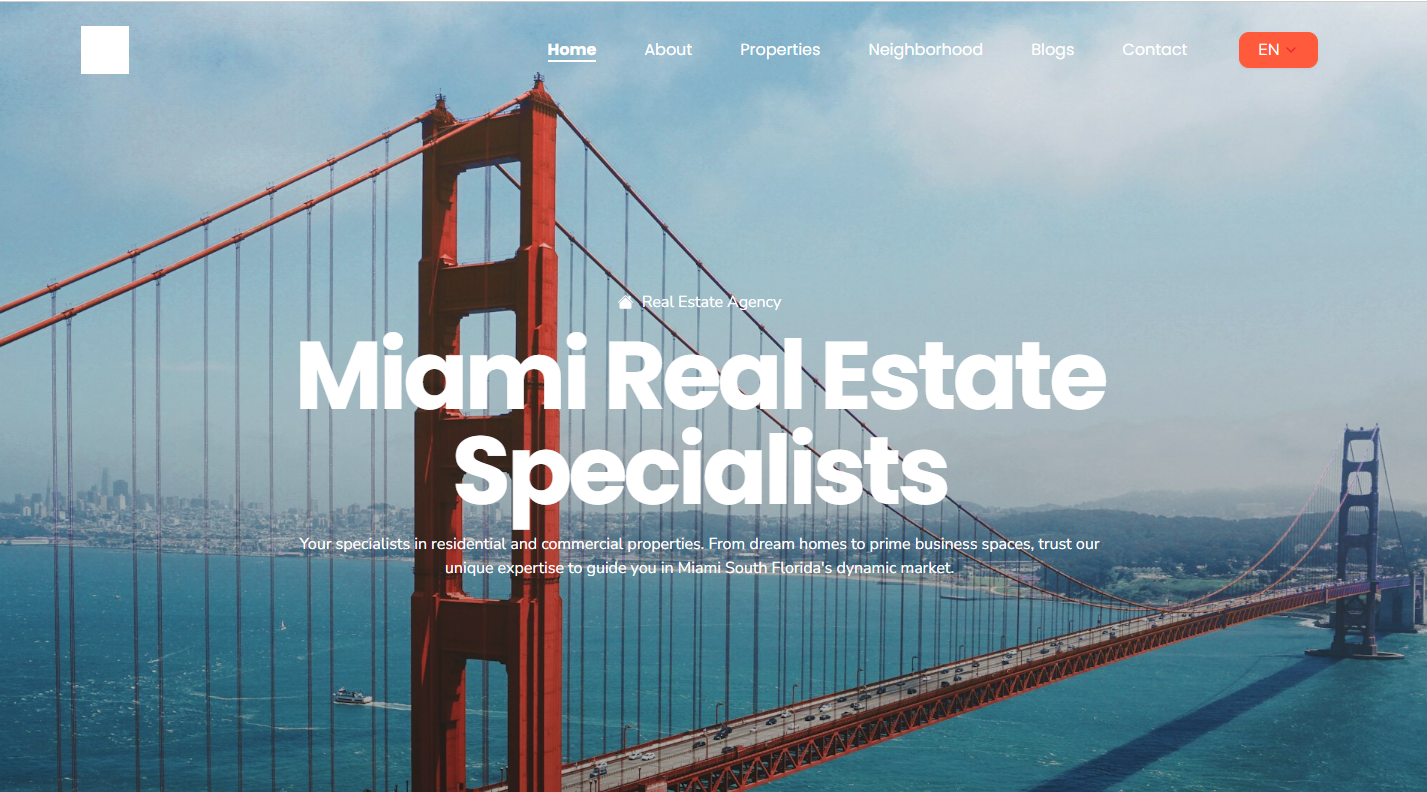 Home About Properties Neighborhood Blogs Contact EN
Real Estate Agency
Miami Real Estate
Specialists
Your specialists in residential and commercial properties. From dream homes to prime business spaces, trust our
unique expertise to guide you in Miami South Florida's dynamic market.